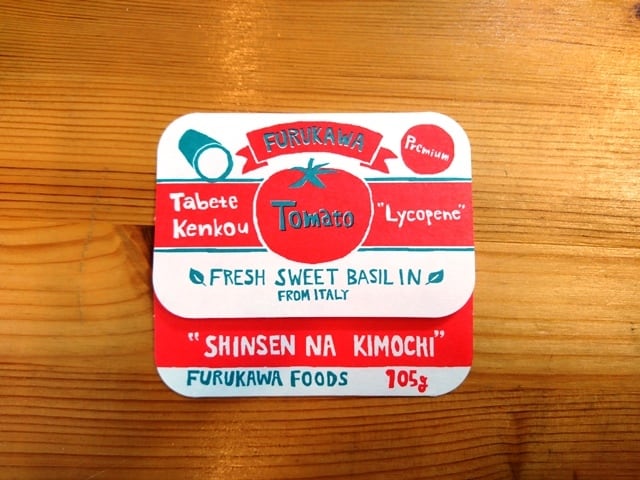 FURUKAWA
Premium
Tabete
Kenkou
Tomato
"Lycopene"
FRESH SWEET BASIL IN
FROM ITALY
"SHINSEN NA KIMOCHI"
FURUKAWA FOODS 105g